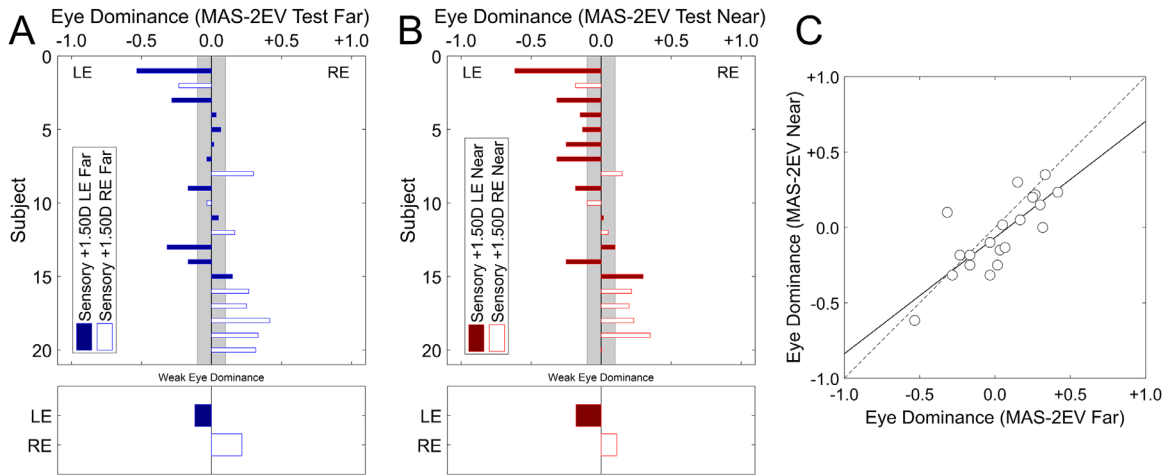 A
Eye Dominance (MAS-2EV Test Far)
-1.0 -0.5 0.0 +0.5 +1.0
LE RE
Subject
0
5
10
15
20
Sensory +1.50D LE Far
Sensory +1.50D RE Far
Weak Eye Dominance
LE
RE
B
Eye Dominance (MAS-2EV Test Near)
-1.0 -0.5 0.0 +0.5 +1.0
LE RE
Subject
0
5
10
15
20
Sensory +1.50D LE Near
Sensory +1.50D RE Near
Weak Eye Dominance
LE
RE
C
Eye Dominance (MAS-2EV Near)
+1.0
+0.5
0.0
-0.5
-1.0
-1.0 -0.5 0.0 +0.5 +1.0
Eye Dominance (MAS-2EV Far)